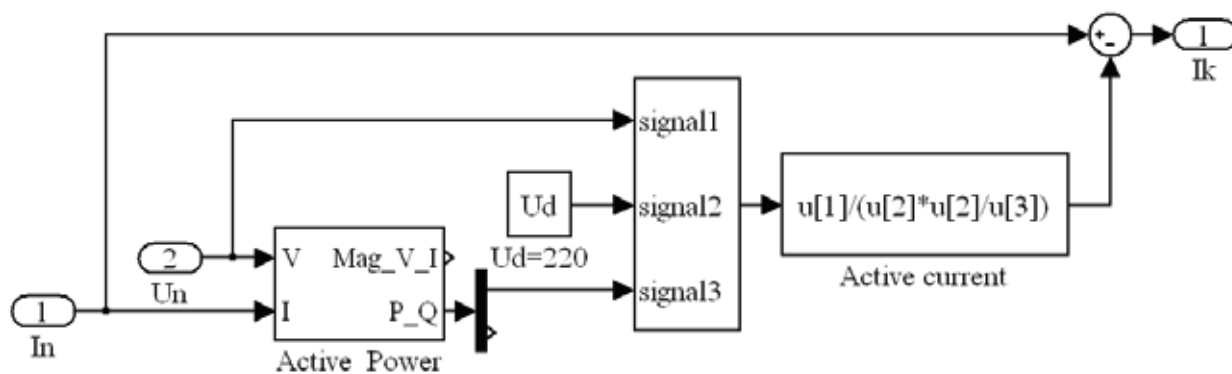 1
Ik
signal1
Ud
signal2
u[1]/(u[2]*u[2]/u[3])
2
Un
V
Mag_V_I
Ud=220
Active current
signal3
1
In
I
P_Q
Active Power
+
-